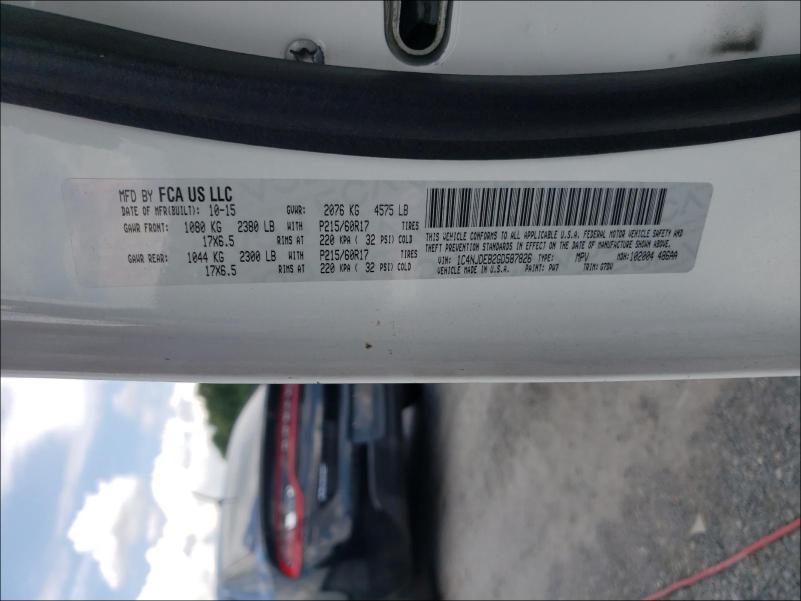 MFD BY FCA US LLC
DATE OF MFR(BUILT): 10-15 GVWR: 2076 KG 4575 LB
GAWR FRONT: 1080 KG 2380 LB WITH P215/60R17 TIRES
17X6.5 RIMS AT 220 KPA ( 32 PSI) COLD
GAWR REAR: 1044 KG 2300 LB WITH P215/60R17 TIRES
17X6.5 RIMS AT 220 KPA ( 32 PSI) COLD
THIS VEHICLE CONFORMS TO ALL APPLICABLE U.S.A. FEDERAL MOTOR VEHICLE SAFETY AND
THEFT PREVENTION STANDARDS IN EFFECT ON THE DATE OF MANUFACTURE SHOWN ABOVE.
VIN: 1C4NJDEB2GD587826 TYPE: MPV MDH: 102004 486AA
VEHICLE MADE IN U.S.A. PAINT: PW7 TRIM: G7DV